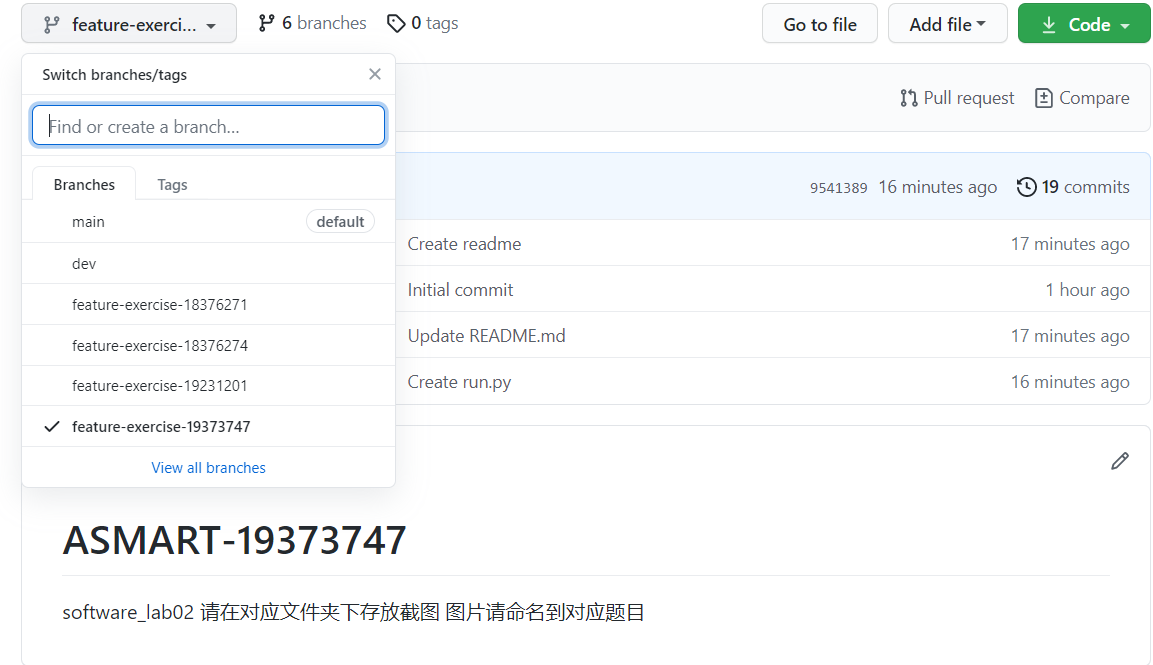 feature-exerci... 6 branches 0 tags Go to file Add file Code
Switch branches/tags
Pull request Compare
Find or create a branch...
Branches Tags
9541389 16 minutes ago 19 commits
main default
Create readme 17 minutes ago
dev
Initial commit 1 hour ago
feature-exercise-18376271
Update README.md 17 minutes ago
feature-exercise-18376274
Create run.py 16 minutes ago
feature-exercise-19231201
feature-exercise-19373747
View all branches
ASMART-19373747
software_lab02 请在对应文件夹下存放截图 图片请命名到对应题目